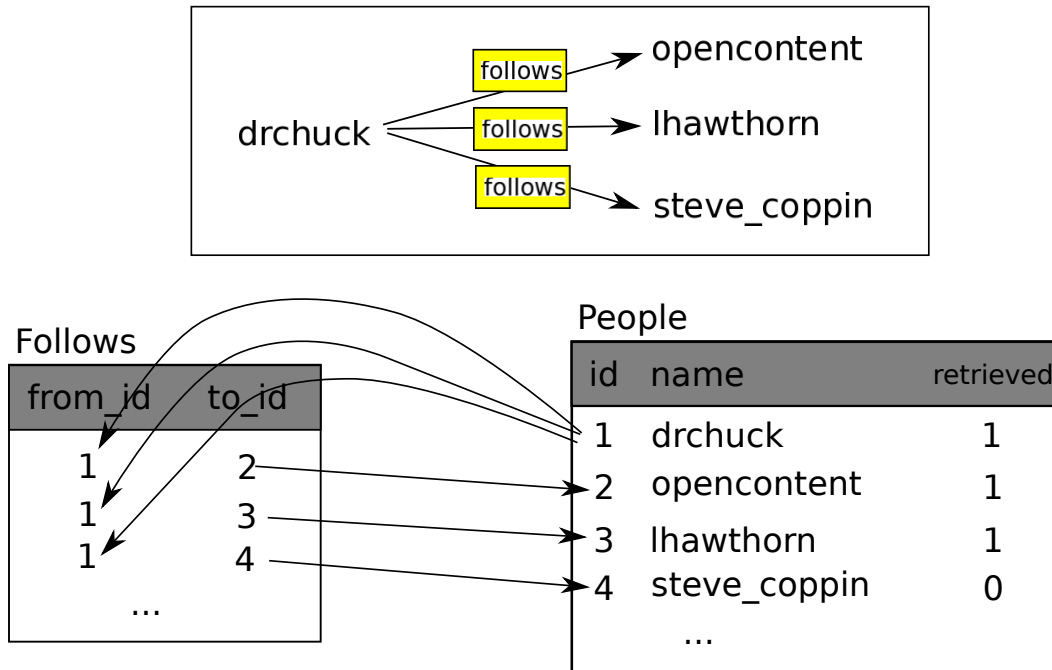 opencontent
follows
drchuck
follows
lhawthorn
follows
steve_coppin
Follows
from_id to_id
1 2
1 3
1 4
...
People
id name retrieved
1 drchuck 1
2 opencontent 1
3 lhawthorn 1
4 steve_coppin 0
...